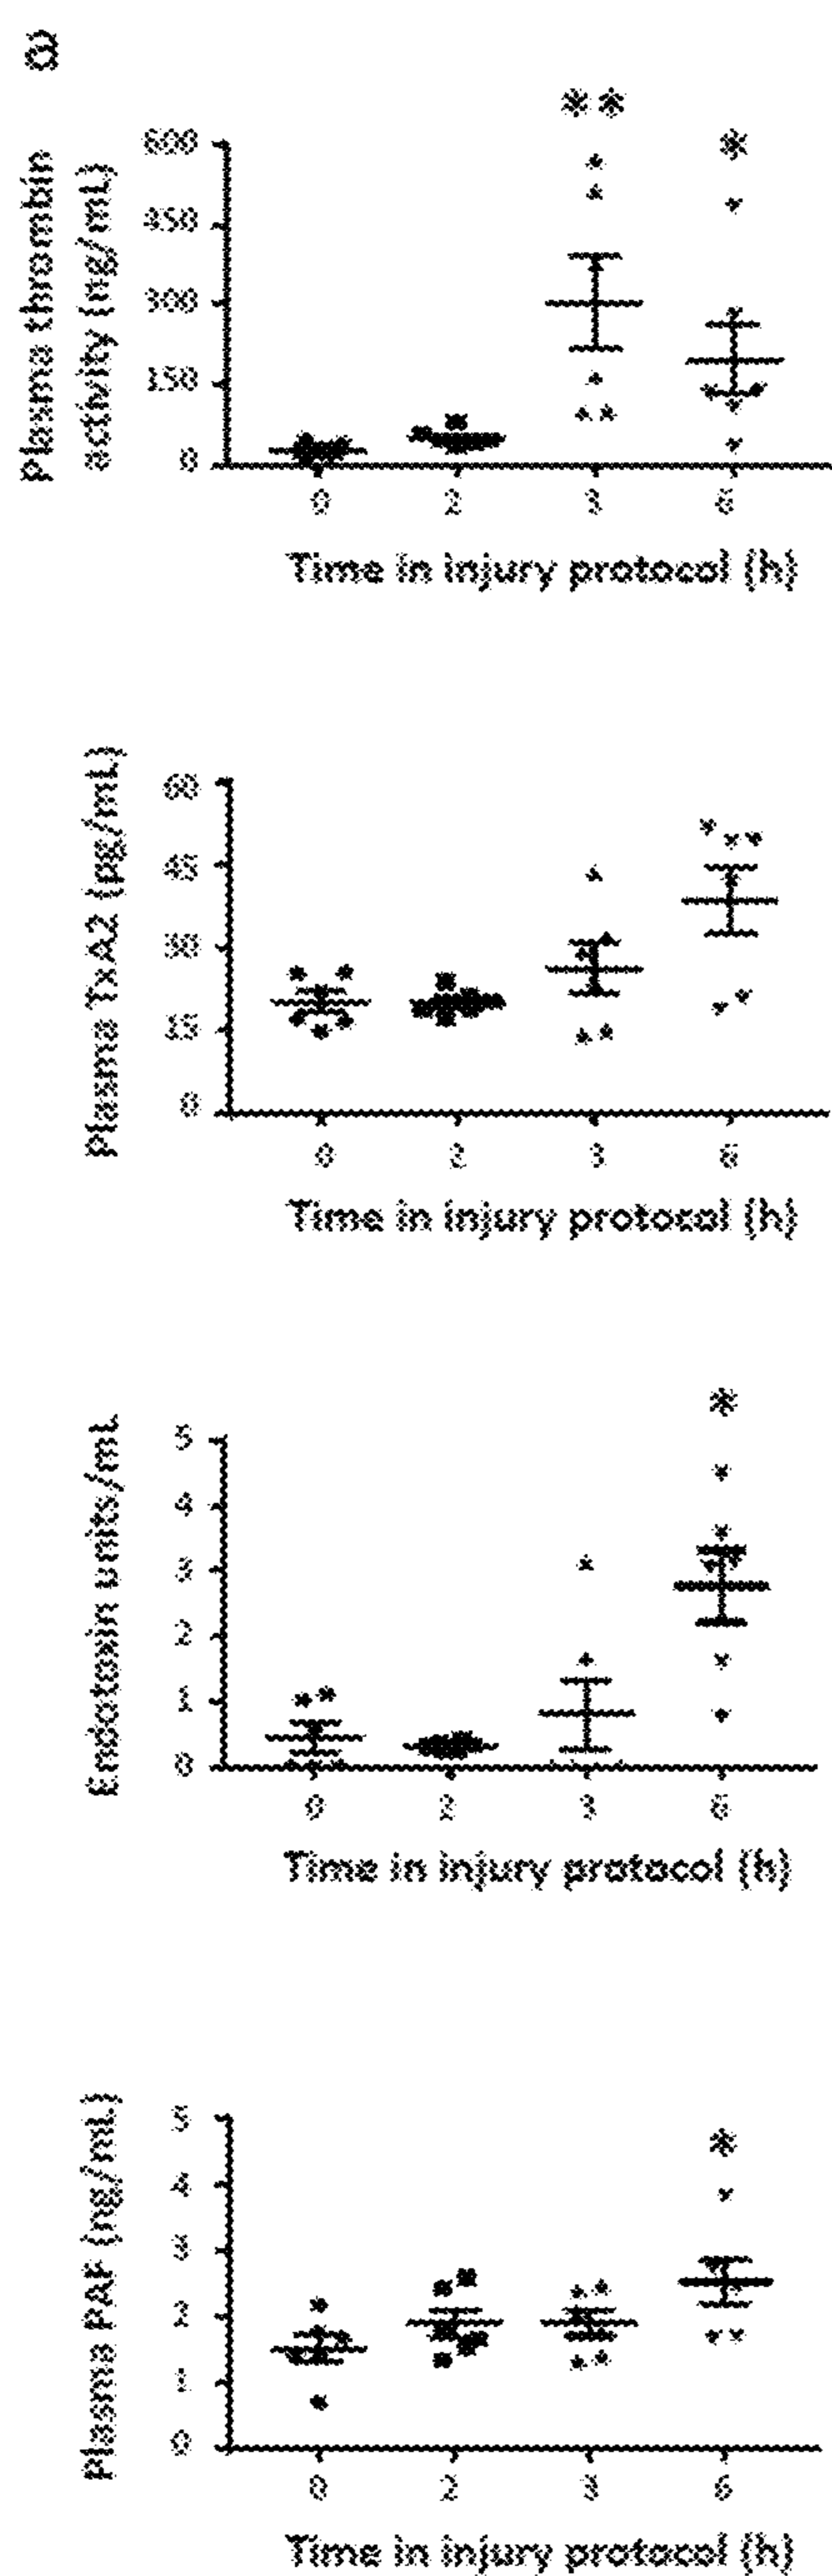 a
Plasma thrombin
activity (ng/mL)
600
450
300
150
0
**
*
0 2 3 6
Time in injury protocol (h)
Plasma TxA2 (pg/mL)
60
45
30
15
0
0 2 3 6
Time in injury protocol (h)
Endotoxin units/mL
5
4
3
2
1
0
*
0 2 3 6
Time in injury protocol (h)
Plasma PAF (ng/mL)
5
4
3
2
1
0
*
0 2 3 6
Time in injury protocol (h)